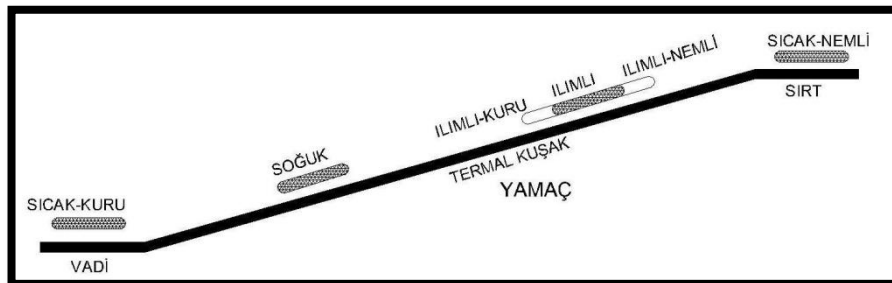 SICAK-NEMLİ
SIRT
ILIMLI-NEMLİ
ILIMLI
ILIMLI-KURU
TERMAL KUŞAK
YAMAÇ
SOĞUK
SICAK-KURU
VADİ